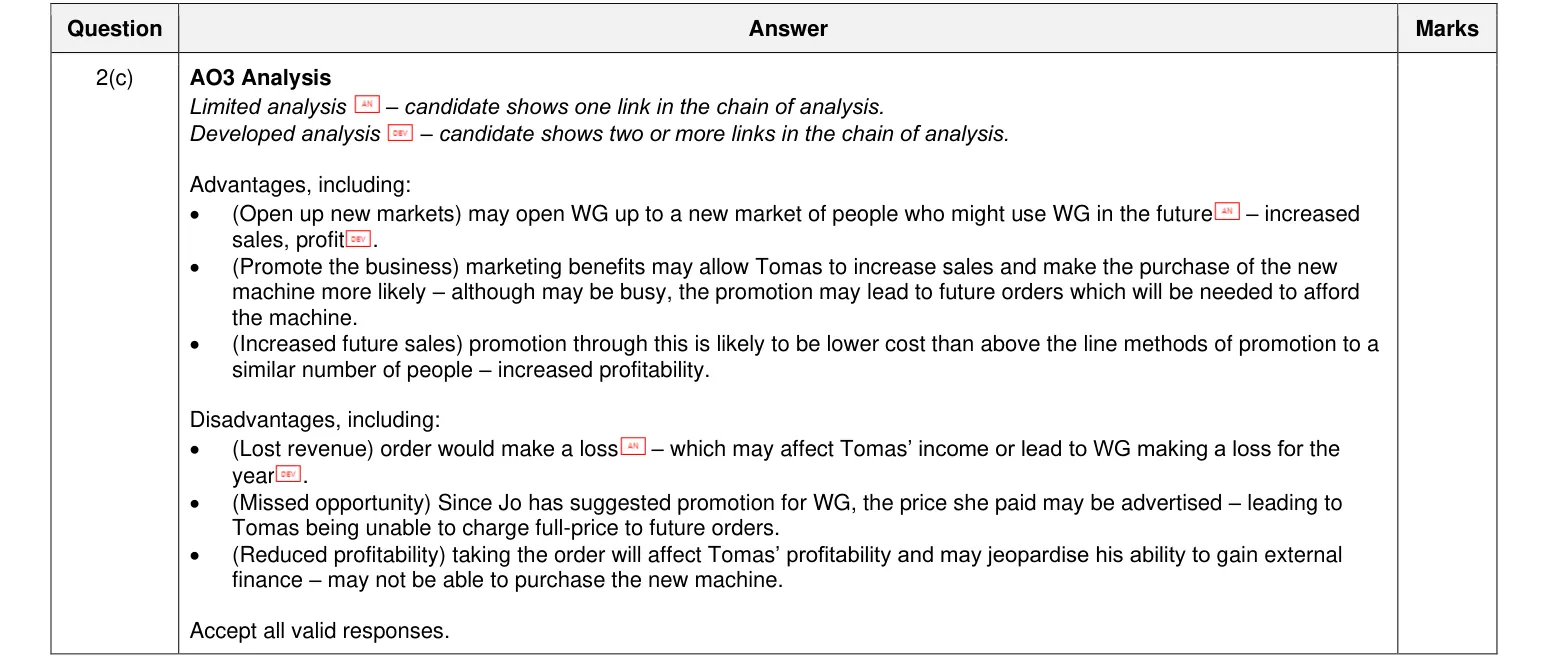 Question Answer Marks
2(c) AO3 Analysis
Limited analysis AN – candidate shows one link in the chain of analysis.
Developed analysis DEV – candidate shows two or more links in the chain of analysis.
Advantages, including:
• (Open up new markets) may open WG up to a new market of people who might use WG in the future AN – increased
sales, profit DEV.
• (Promote the business) marketing benefits may allow Tomas to increase sales and make the purchase of the new
machine more likely – although may be busy, the promotion may lead to future orders which will be needed to afford
the machine.
• (Increased future sales) promotion through this is likely to be lower cost than above the line methods of promotion to a
similar number of people – increased profitability.
Disadvantages, including:
• (Lost revenue) order would make a loss AN – which may affect Tomas’ income or lead to WG making a loss for the
year DEV.
• (Missed opportunity) Since Jo has suggested promotion for WG, the price she paid may be advertised – leading to
Tomas being unable to charge full-price to future orders.
• (Reduced profitability) taking the order will affect Tomas’ profitability and may jeopardise his ability to gain external
finance – may not be able to purchase the new machine.
Accept all valid responses.